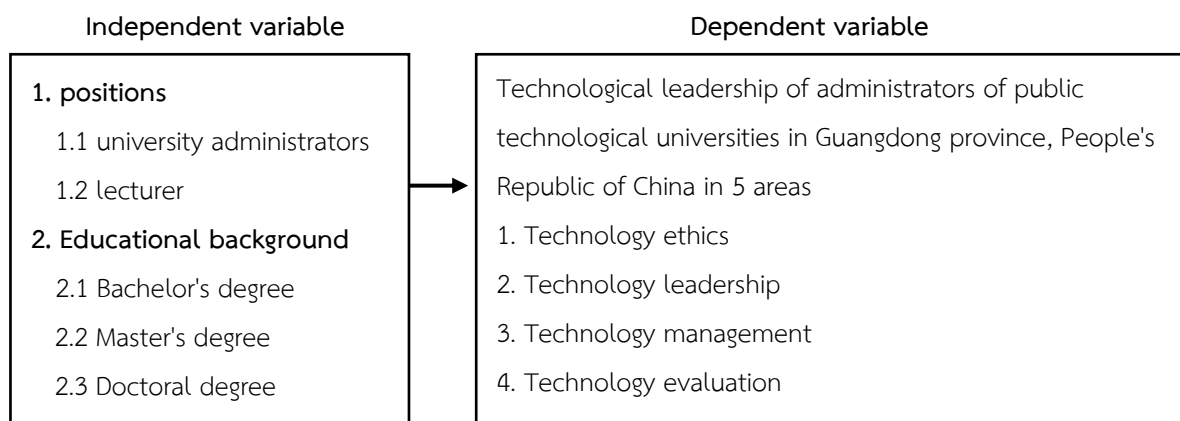 Independent variable
Dependent variable
1. positions
1.1 university administrators
1.2 lecturer
2. Educational background
2.1 Bachelor's degree
2.2 Master's degree
2.3 Doctoral degree
Technological leadership of administrators of public
technological universities in Guangdong province, People's
Republic of China in 5 areas
1. Technology ethics
2. Technology leadership
3. Technology management
4. Technology evaluation